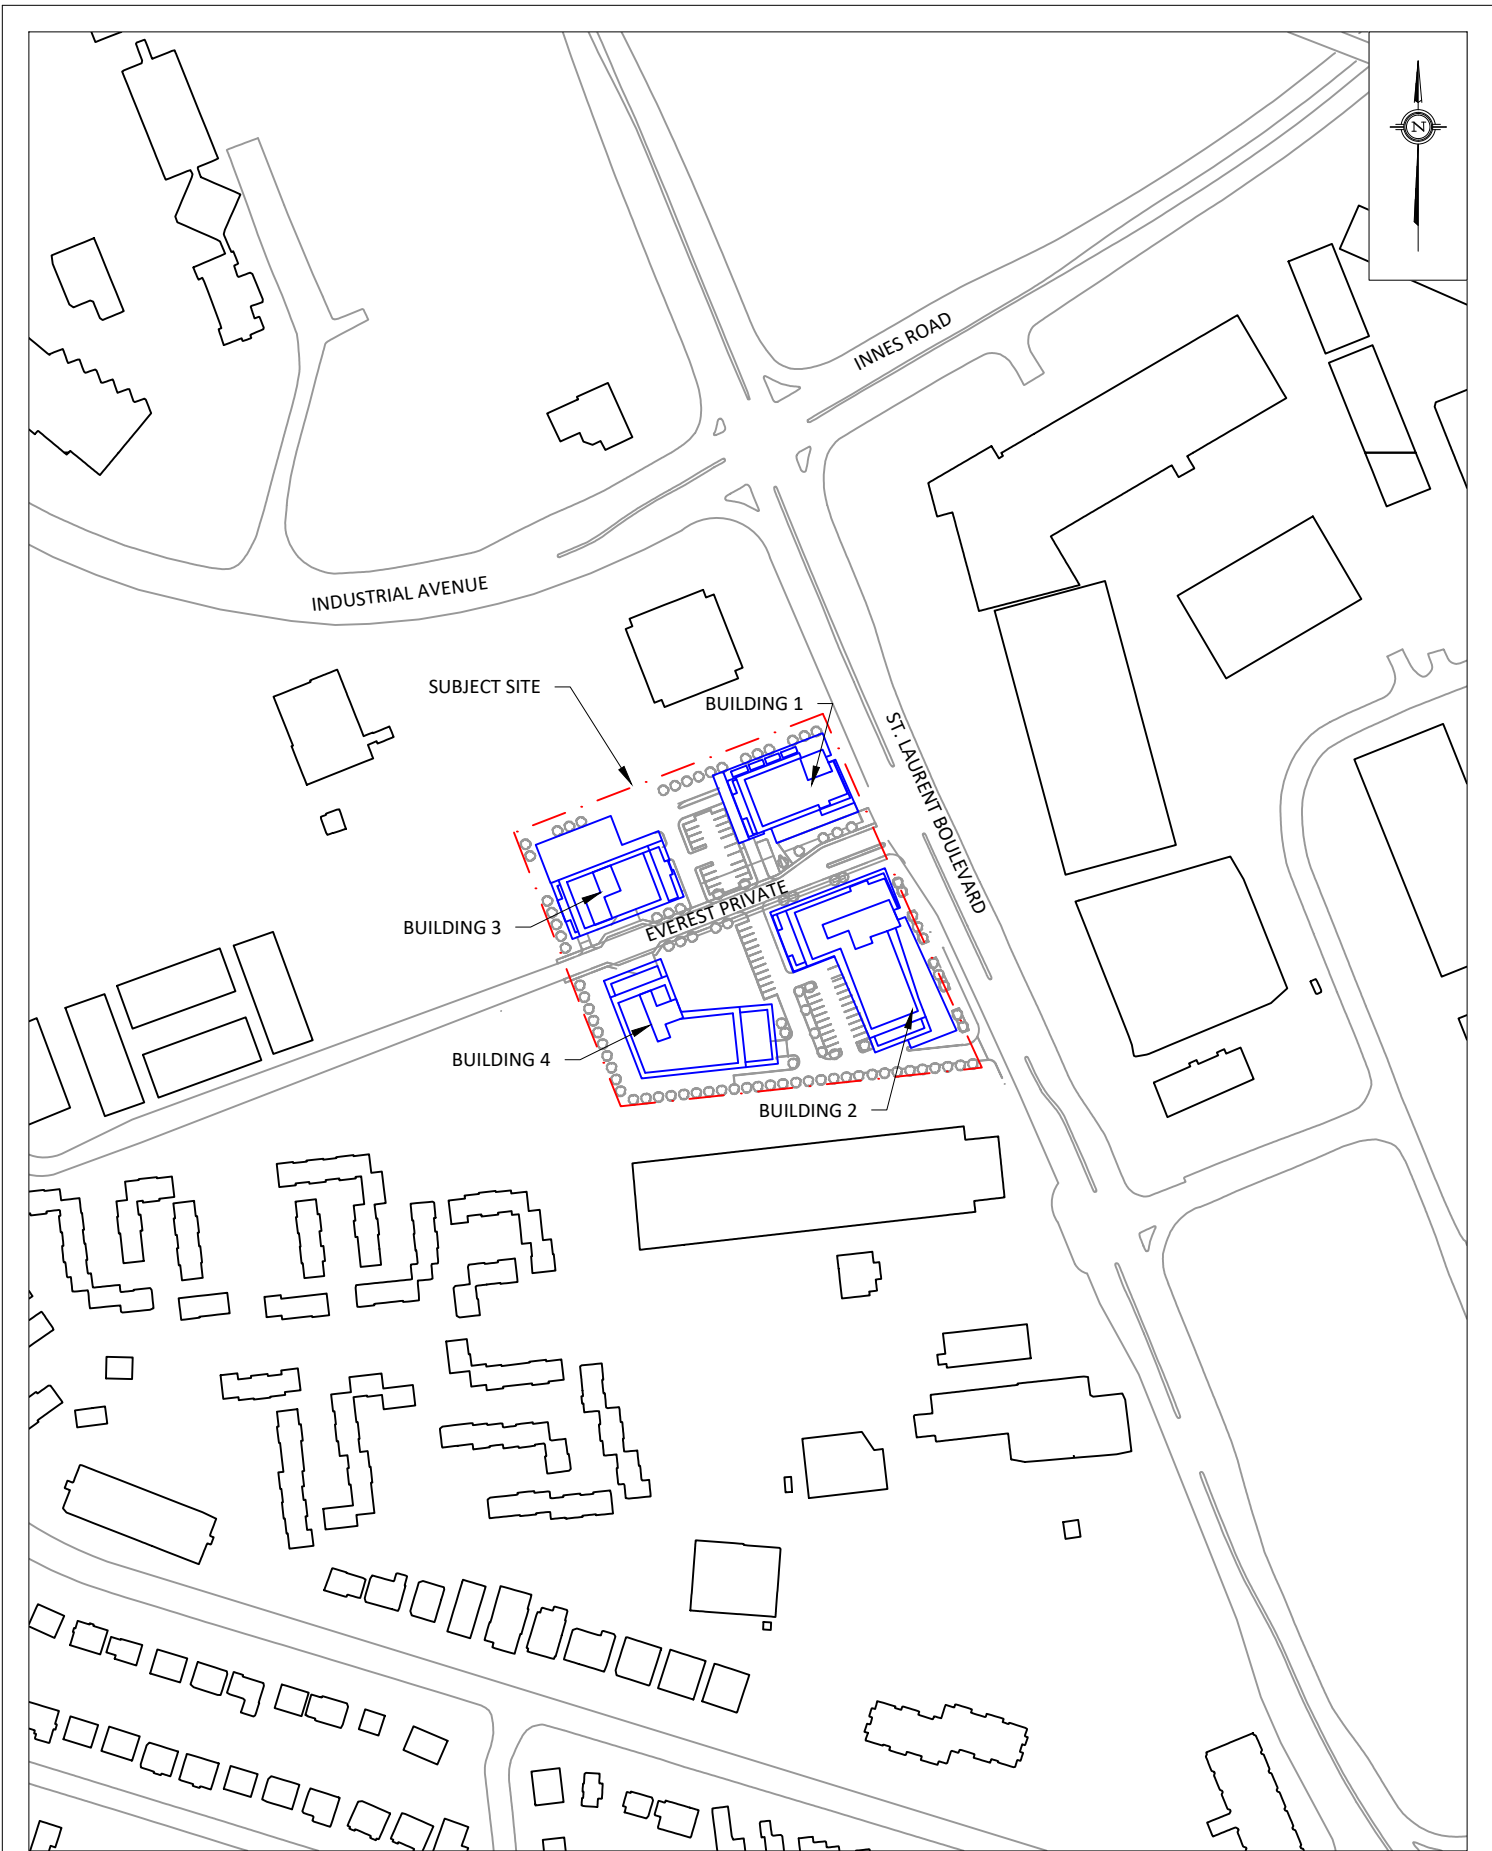 N
INNES ROAD
INDUSTRIAL AVENUE
SUBJECT SITE
BUILDING 1
ST. LAURENT BOULEVARD
EVEREST PRIVATE
BUILDING 3
BUILDING 4
BUILDING 2